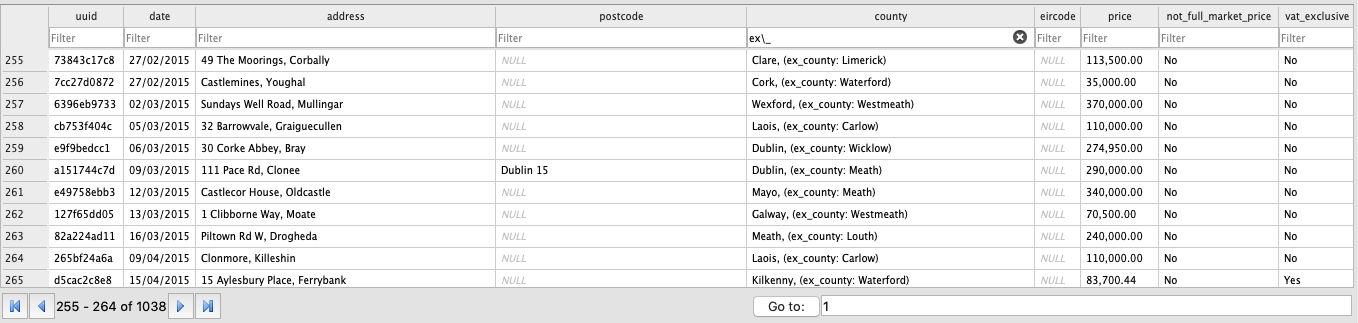 uuid date address postcode county eircode price not_full_market_price vat_exclusive
Filter Filter Filter Filter ex\_ Filter Filter Filter Filter
255 73843c17c8 27/02/2015 49 The Moorings, Corbally NULL Clare, (ex_county: Limerick) NULL 113,500.00 No No
256 7cc27d0872 27/02/2015 Castlemines, Youghal NULL Cork, (ex_county: Waterford) NULL 35,000.00 No No
257 6396eb9733 02/03/2015 Sundays Well Road, Mullingar NULL Wexford, (ex_county: Westmeath) NULL 370,000.00 No No
258 cb753f404c 05/03/2015 32 Barrowvale, Graiguecullen NULL Laois, (ex_county: Carlow) NULL 110,000.00 No No
259 e9f9bedcc1 06/03/2015 30 Corke Abbey, Bray NULL Dublin, (ex_county: Wicklow) NULL 274,950.00 No No
260 a151744c7d 09/03/2015 111 Pace Rd, Clonee Dublin 15 Dublin, (ex_county: Meath) NULL 290,000.00 No No
261 e49758ebb3 12/03/2015 Castlecor House, Oldcastle NULL Mayo, (ex_county: Meath) NULL 340,000.00 No No
262 127f65dd05 13/03/2015 1 Clibborne Way, Moate NULL Galway, (ex_county: Westmeath) NULL 70,500.00 No No
263 82a224ad11 16/03/2015 Piltown Rd W, Drogheda NULL Meath, (ex_county: Louth) NULL 240,000.00 No No
264 265bf24a6a 09/04/2015 Clonmore, Killeshin NULL Laois, (ex_county: Carlow) NULL 110,000.00 No No
265 d5cac2c8e8 15/04/2015 15 Aylesbury Place, Ferrybank NULL Kilkenny, (ex_county: Waterford) NULL 83,700.44 No Yes
255 - 264 of 1038 Go to: 1